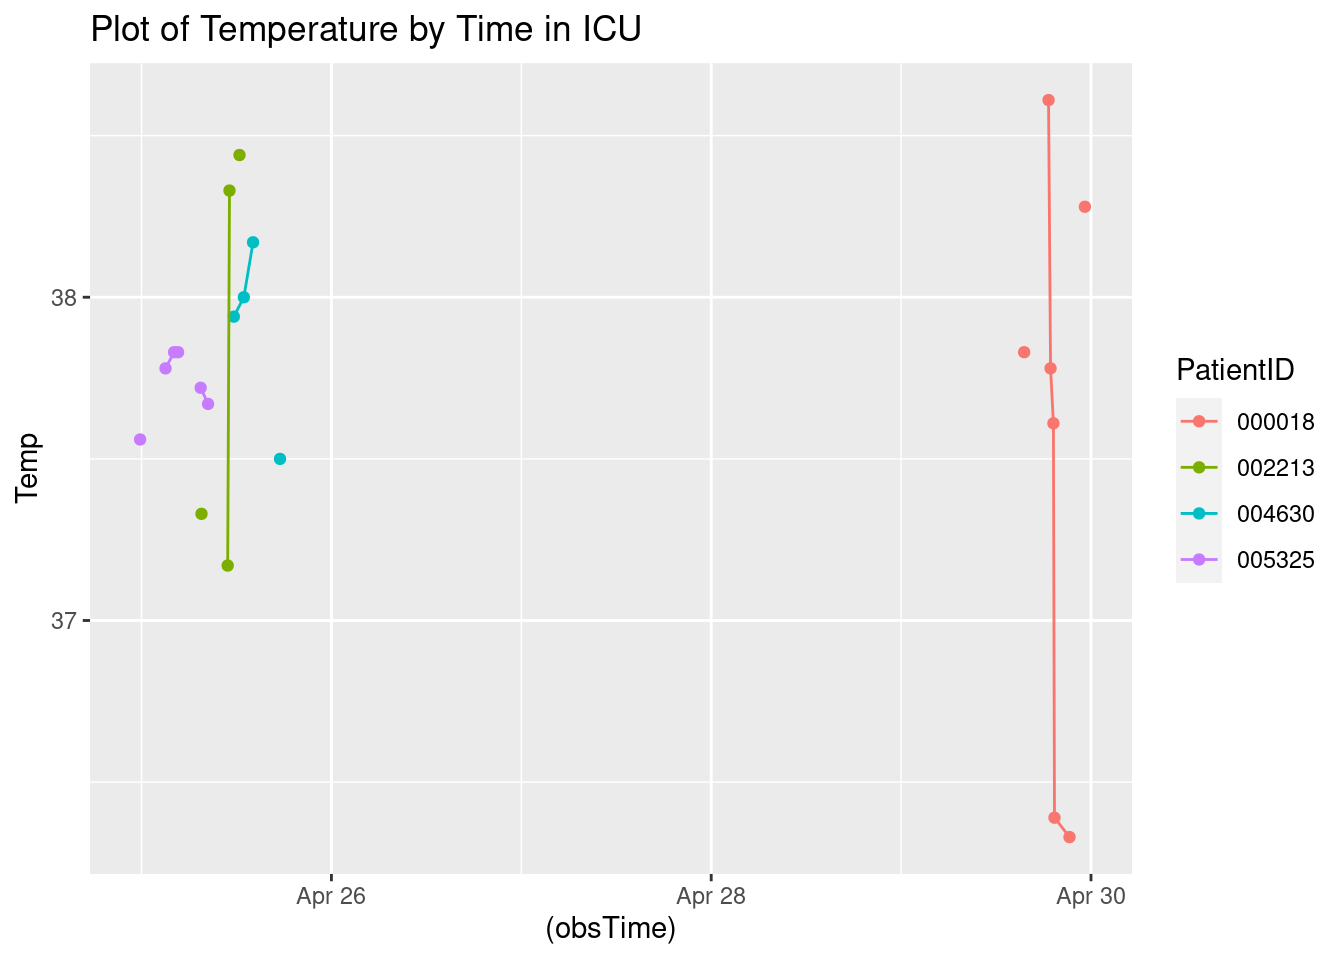 Plot of Temperature by Time in ICU
Temp
38
37
Apr 26
Apr 28
Apr 30
(obsTime)
PatientID
000018
002213
004630
005325